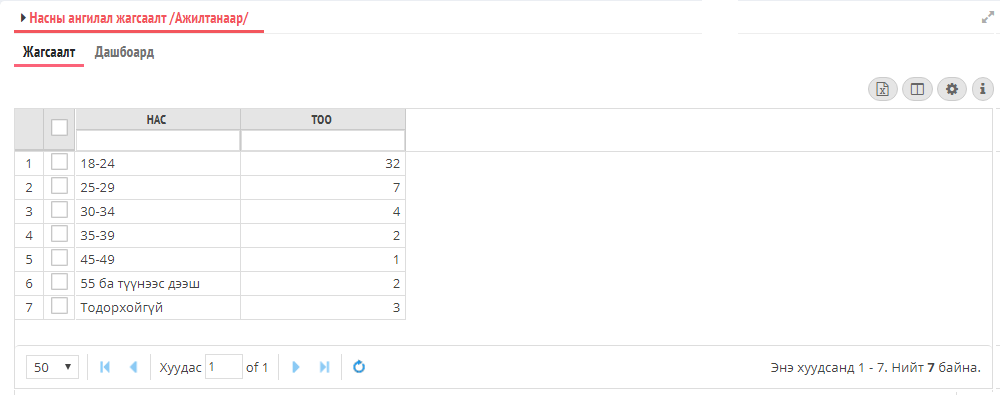 Насны ангилал жагсаалт /Ажилтанаар/
Жагсаалт Дашбоард
НАС ТОО
1 18-24 32
2 25-29 7
3 30-34 4
4 35-39 2
5 45-49 1
6 55 ба түүнээс дээш 2
7 Тодорхойгүй 3
50 Хуудас 1 of 1 Энэ хуудсанд 1 - 7. Нийт 7 байна.